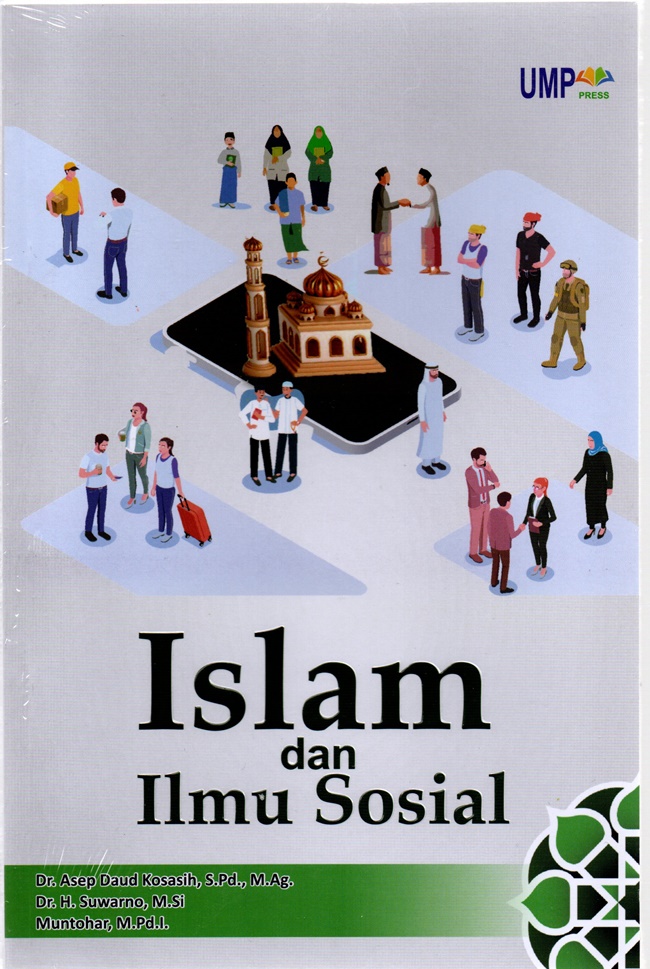 UMP
PRESS
Islam
dan
Ilmu Sosial
Dr. Asep Daud Kosasih, S.Pd., M.Ag.
Dr. H. Suwarno, M.Si
Muntohar, M.Pd.I.